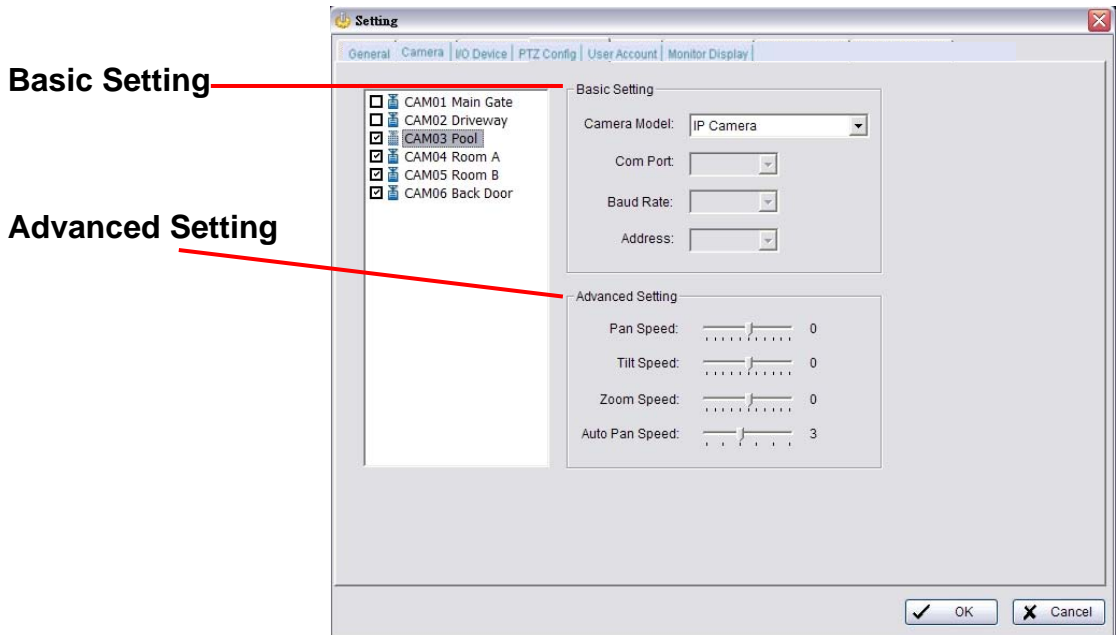 Setting
General Camera I/O Device PTZ Config User Account Monitor Display
Basic Setting
CAM01 Main Gate
CAM02 Driveway
CAM03 Pool
CAM04 Room A
CAM05 Room B
CAM06 Back Door
Basic Setting
Camera Model: IP Camera
Com Port:
Baud Rate:
Address:
Advanced Setting
Advanced Setting
Pan Speed: 0
Tilt Speed: 0
Zoom Speed: 0
Auto Pan Speed: 3
OK Cancel